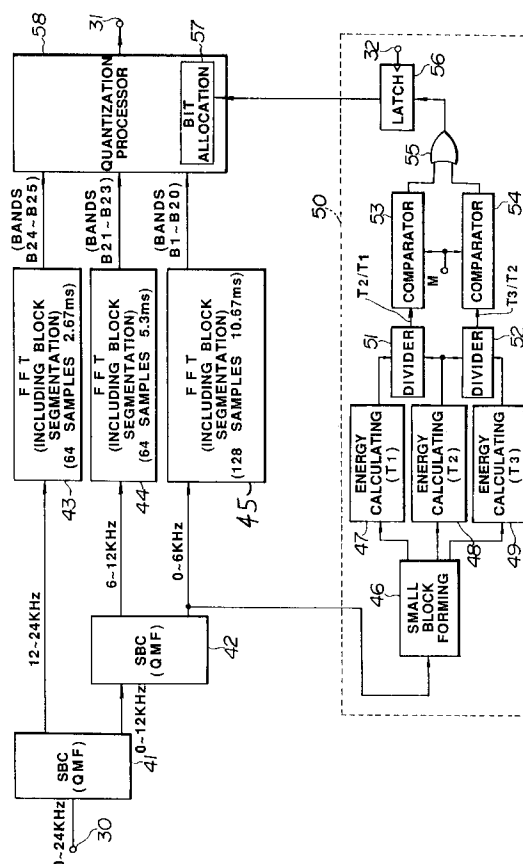 0~24KHz
30
SBC
(QMF)
41
12~24KHz
0~12KHz
SBC
(QMF)
42
6~12KHz
0~6KHz
FFT
(INCLUDING BLOCK
SEGMENTATION)
(64 SAMPLES 2.67ms)
43
FFT
(INCLUDING BLOCK
SEGMENTATION)
(64 SAMPLES 5.3ms)
44
FFT
(INCLUDING BLOCK
SEGMENTATION)
(128 SAMPLES 10.67ms)
45
(BANDS
B24~B25)
(BANDS
B21~B23)
(BANDS
B1~B20)
QUANTIZATION
PROCESSOR
58
BIT
ALLOCATION
57
31
50
SMALL
BLOCK
FORMING
46
ENERGY
CALCULATING
(T1)
47
ENERGY
CALCULATING
(T2)
48
ENERGY
CALCULATING
(T3)
49
DIVIDER
51
DIVIDER
52
T2/T1
T3/T2
COMPARATOR
53
M
COMPARATOR
54
55
LATCH
56
32